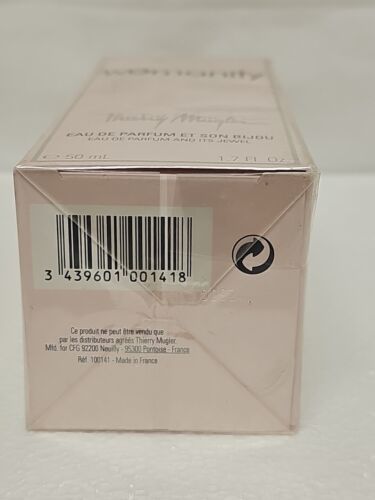 womanity
Thierry Mugler
EAU DE PARFUM ET SON BIJOU
EAU DE PARFUM AND ITS JEWEL
℮ 50 mL 1.7 Fl. Oz.
3 439601 001418
Ce produit ne peut être vendu que
par les distributeurs agréés Thierry Mugler.
Mfd. for CFG 92200 Neuilly - 95300 Pontoise - France
Réf. 100141 - Made in France